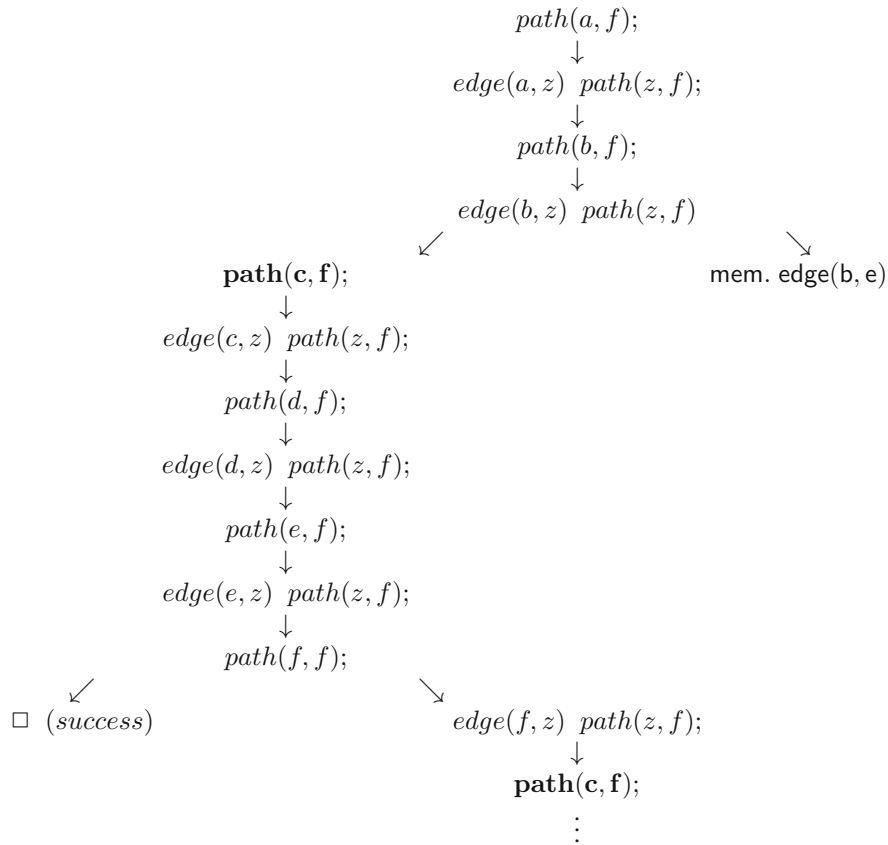 path(a, f);
↓
edge(a, z) path(z, f);
↓
path(b, f);
↓
edge(b, z) path(z, f)
↙ ↘
path(c, f); mem. edge(b, e)
↓
edge(c, z) path(z, f);
↓
path(d, f);
↓
edge(d, z) path(z, f);
↓
path(e, f);
↓
edge(e, z) path(z, f);
↓
path(f, f);
↙ ↘
□ (success) edge(f, z) path(z, f);
↓
path(c, f);
⋮